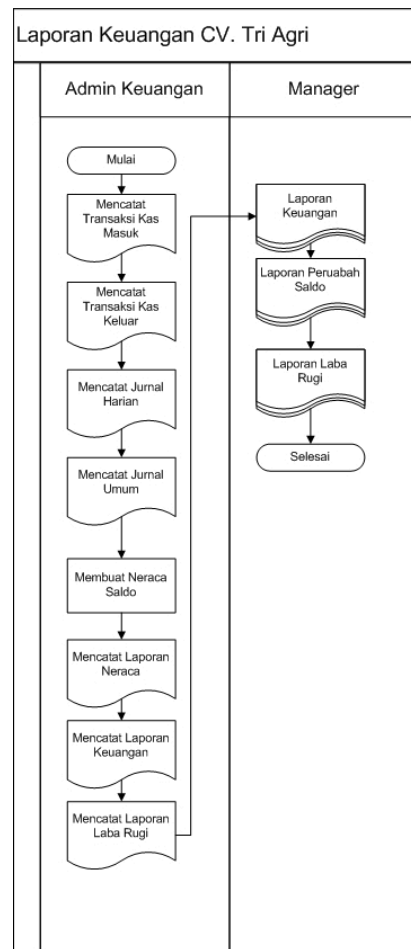 Laporan Keuangan CV. Tri Agri
Admin Keuangan
Manager
Mulai
Mencatat
Transaksi Kas
Masuk
Mencatat
Transaksi Kas
Keluar
Mencatat Jurnal
Harian
Mencatat Jurnal
Umum
Membuat Neraca
Saldo
Mencatat Laporan
Neraca
Mencatat Laporan
Keuangan
Mencatat Laporan
Laba Rugi
Laporan
Keuangan
Laporan Peruabah
Saldo
Laporan Laba
Rugi
Selesai